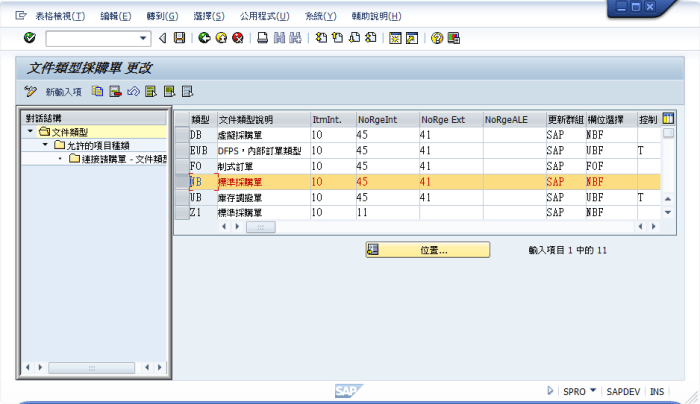 表格檢視(T) 編輯(E) 轉到(G) 選擇(S) 公用程式(U) 系統(Y) 輔助說明(H)
文件類型採購單 更改
新輸入項
對話結構
文件類型
允許的項目種類
連接請購單 - 文件類型
類型 文件類型說明 ItmInt. NoRgeInt NoRge Ext NoRgeALE 更新群組 欄位選擇 控制
DB 虛擬採購單 10 45 41 SAP NBF
EUB DFPS，內部訂單類型 10 45 41 SAP UBF T
FO 制式訂單 10 45 41 SAP FOF
NB 標準採購單 10 45 41 SAP NBF
UB 庫存調撥單 10 45 41 SAP UBF T
Z1 標準採購單 10 11 SAP NBF
位置... 輸入項目 1 中的 11
SAP
SPRO SAPDEV INS